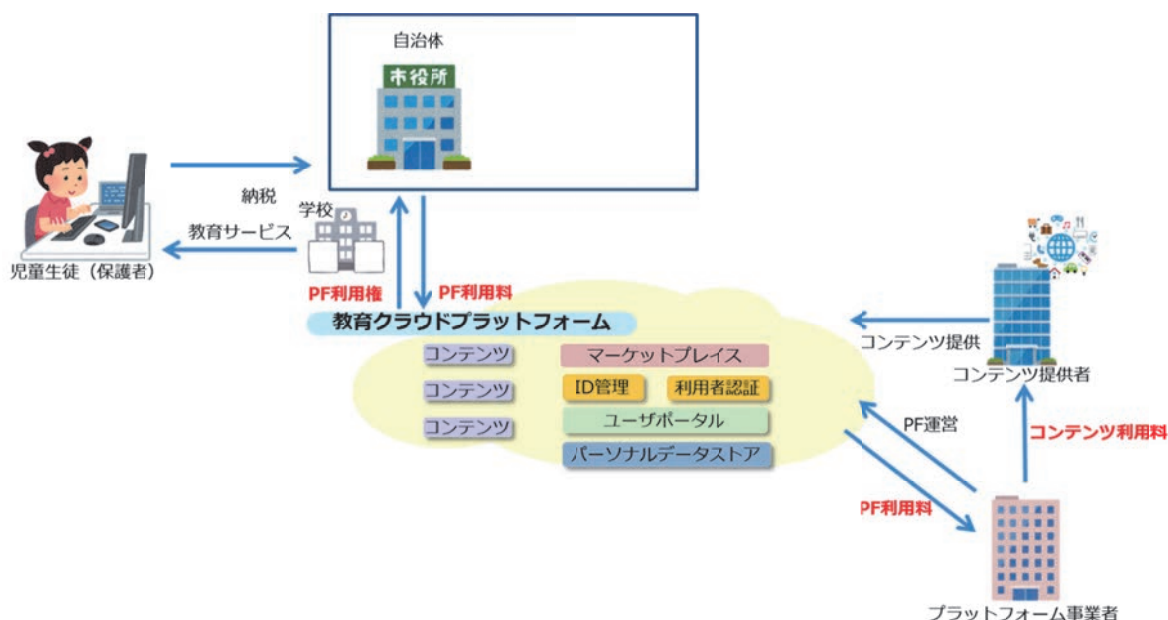 自治体
市役所
納税
学校
教育サービス
児童生徒（保護者）
PF利用権
PF利用料
教育クラウドプラットフォーム
コンテンツ
コンテンツ
コンテンツ
マーケットプレイス
ID管理
利用者認証
ユーザポータル
パーソナルデータストア
コンテンツ提供
コンテンツ提供者
PF運営
コンテンツ利用料
PF利用料
プラットフォーム事業者